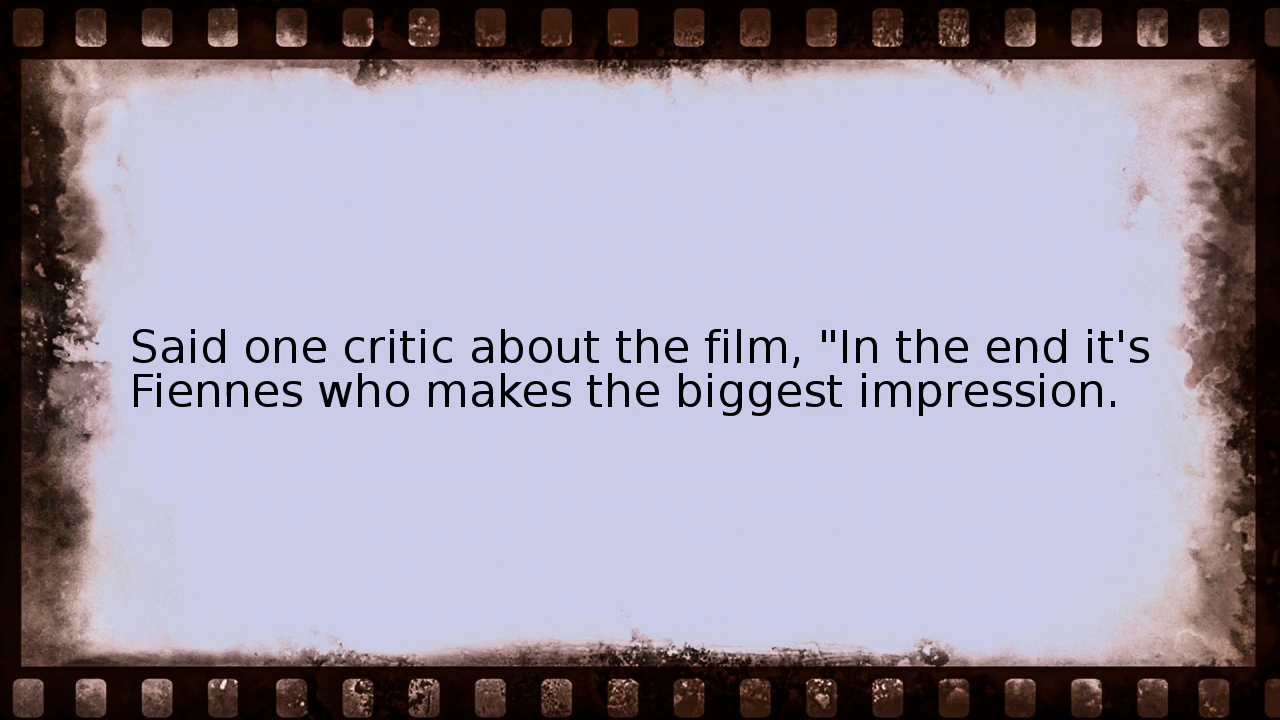 Said one critic about the film, "In the end it's
Fiennes who makes the biggest impression.